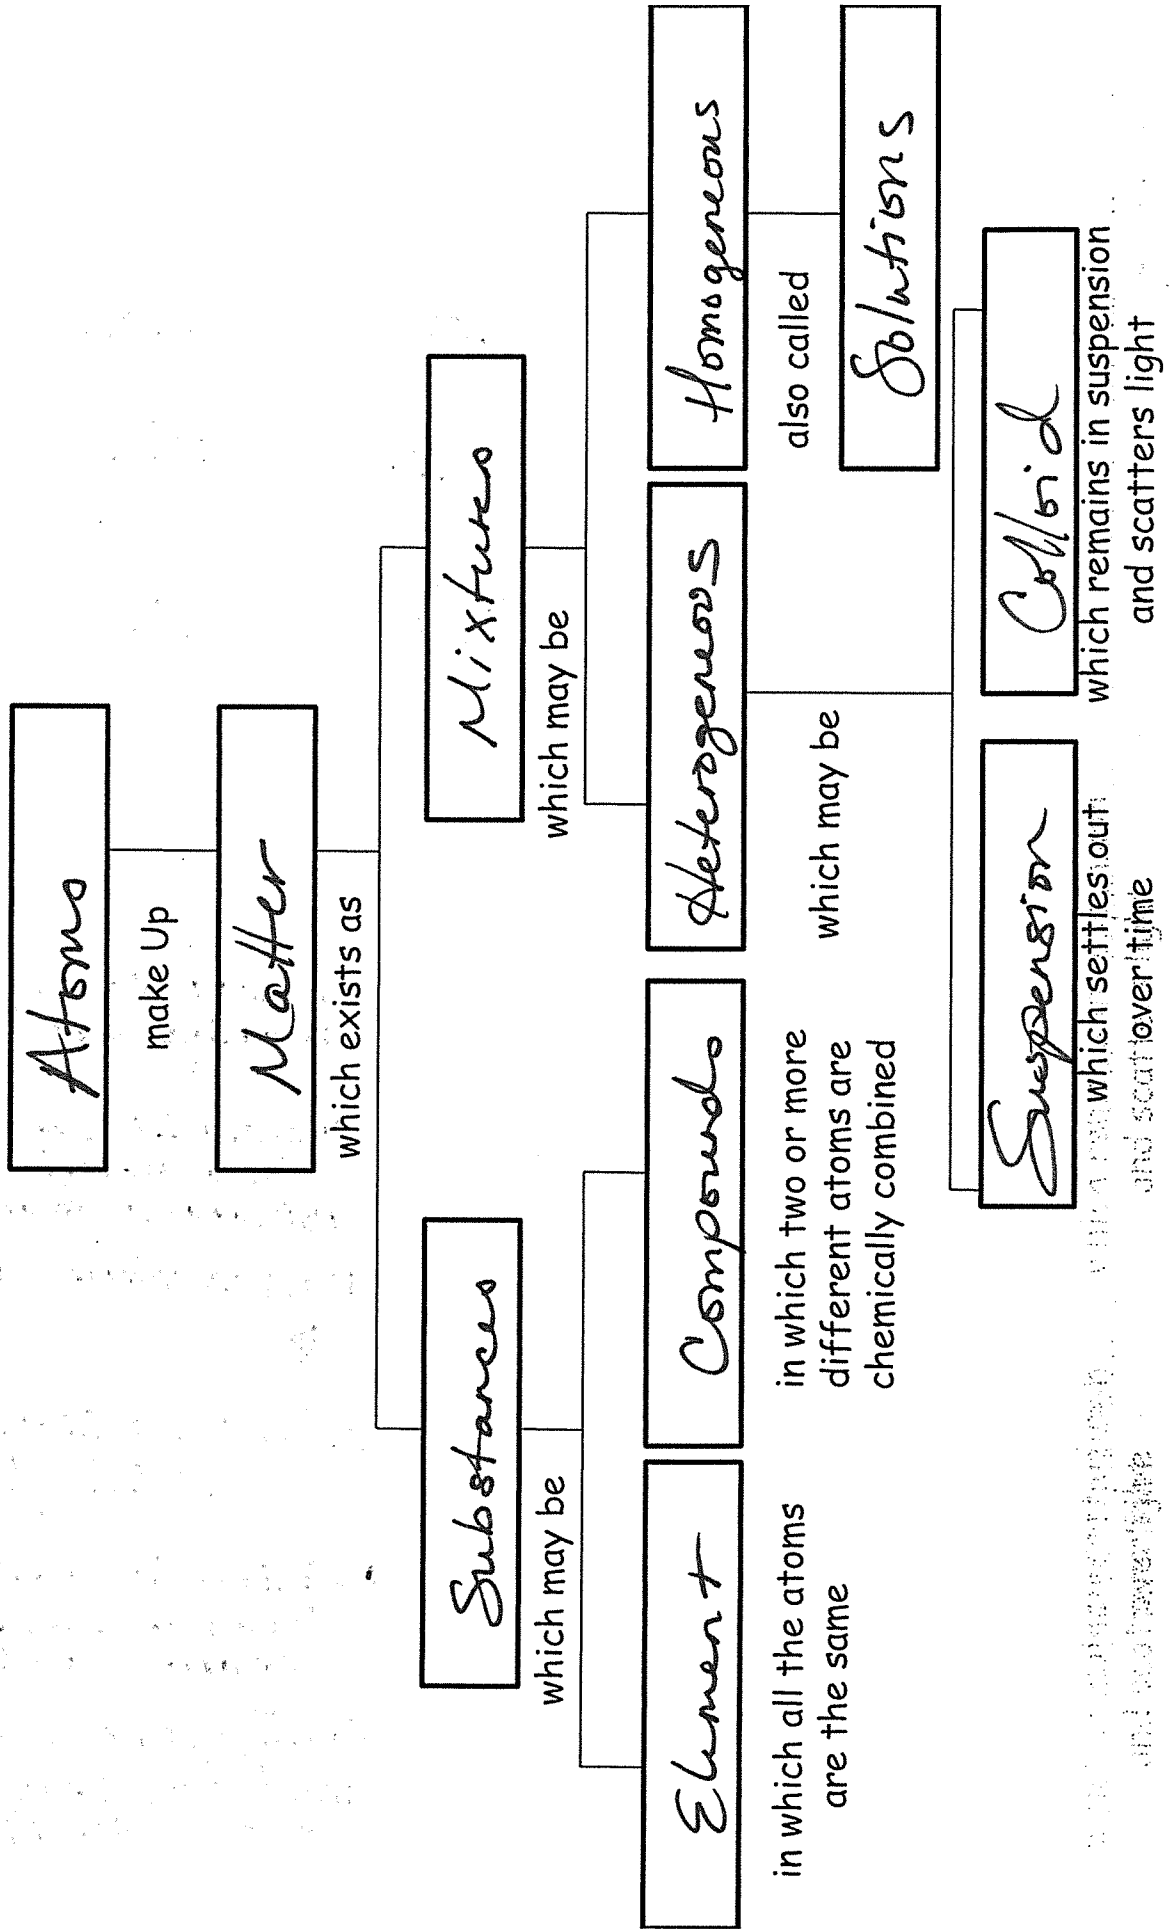 Atoms
make Up
Matter
which exists as
Substances
Mixtures
which may be
which may be
Element
Compounds
Heterogeneous
Homogeneous
in which all the atoms
are the same
in which two or more
different atoms are
chemically combined
which may be
also called
Solutions
Suspension
Colloid
which settles out
over time
which remains in suspension
and scatters light